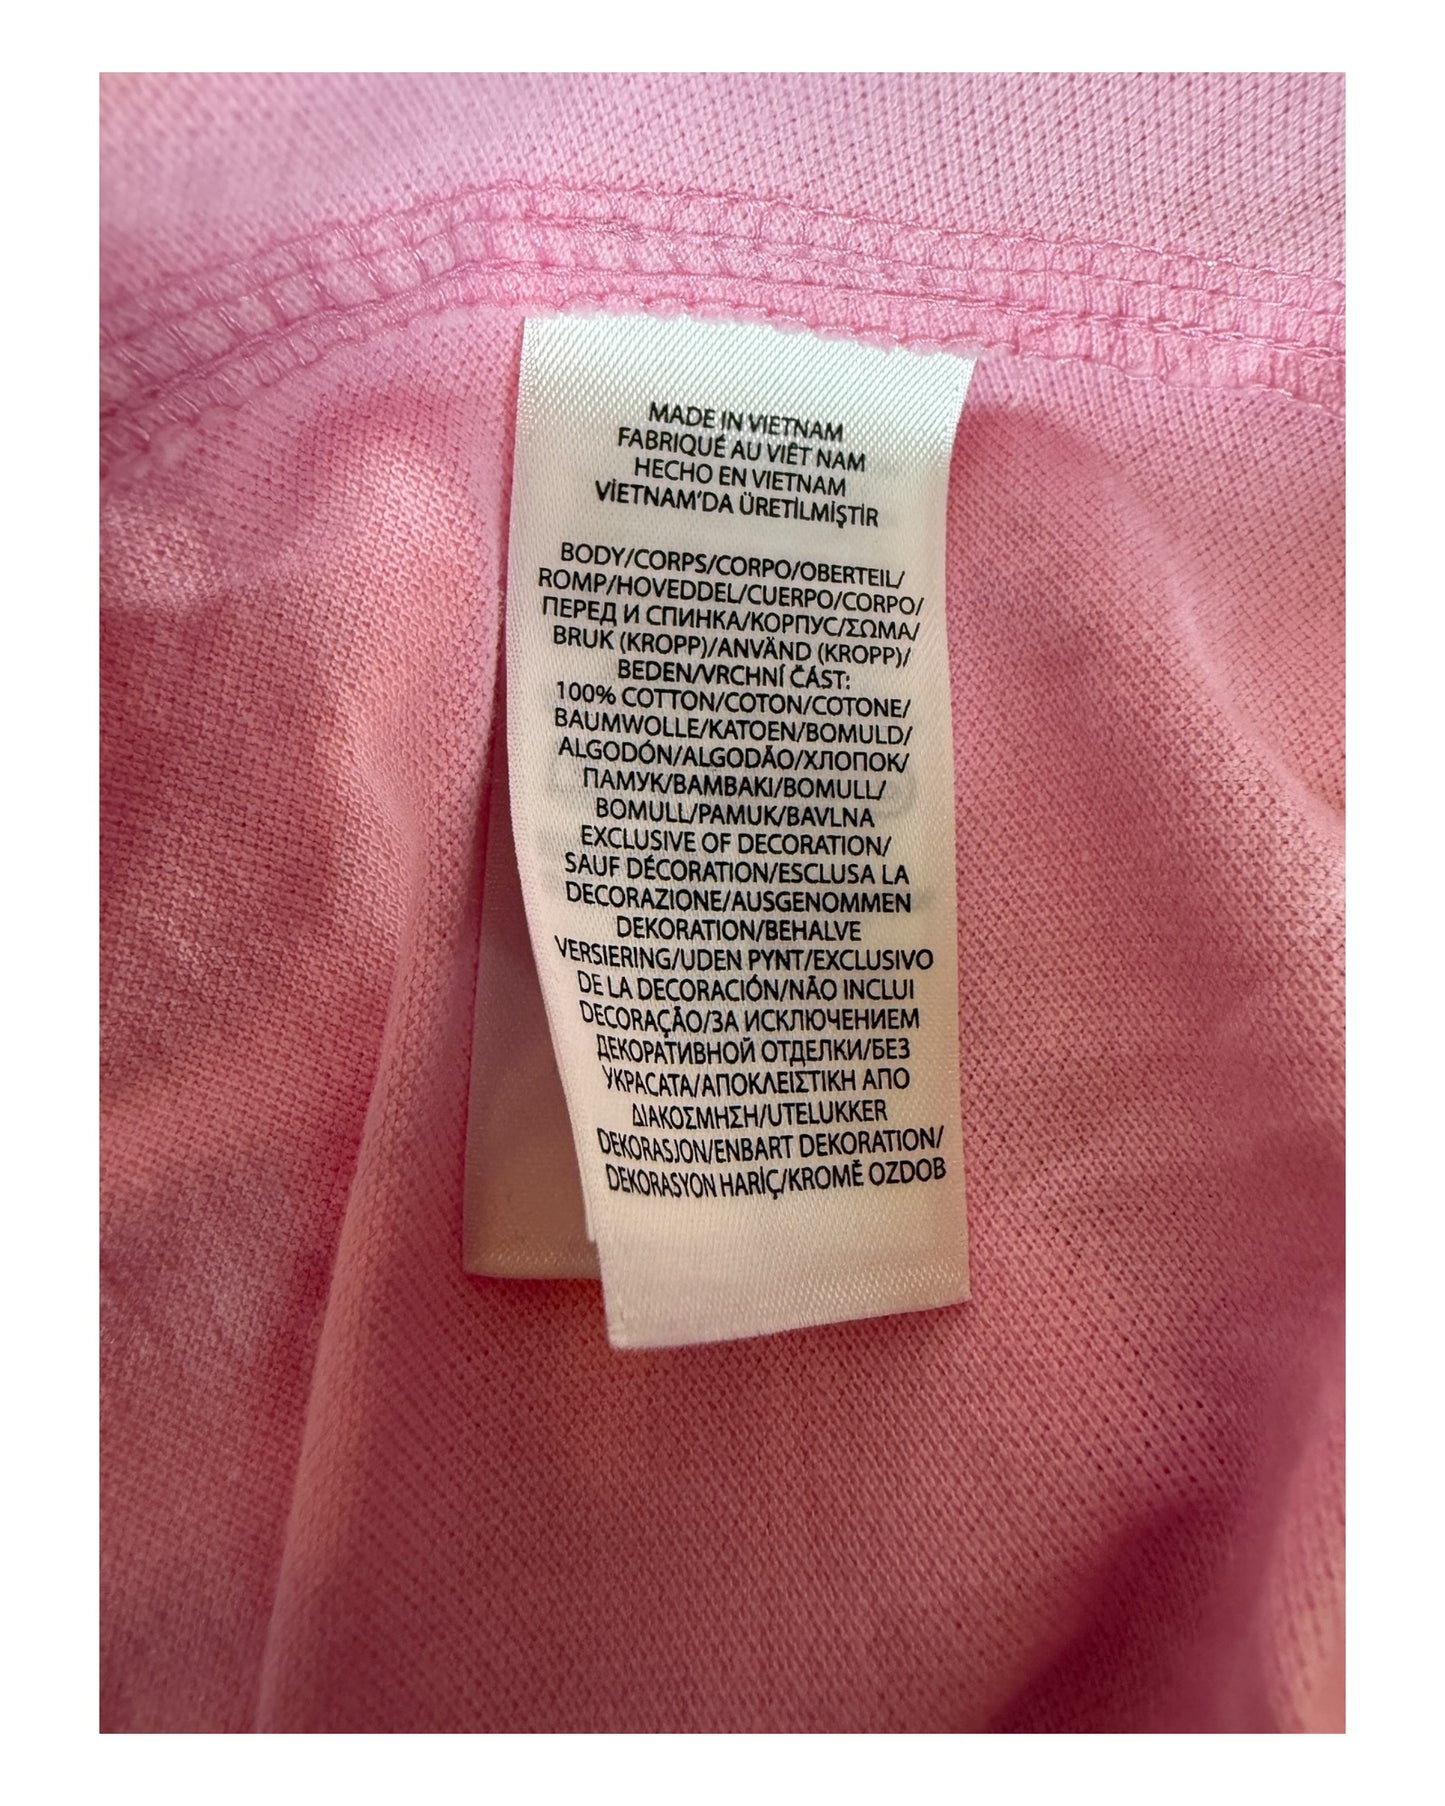 MADE IN VIETNAM
FABRIQUÉ AU VIÊT NAM
HECHO EN VIETNAM
VİETNAM'DA ÜRETİLMİŞTİR
BODY/CORPS/CORPO/OBERTEIL/
ROMP/HOVEDDEL/CUERPO/CORPO/
ПЕРЕД И СПИНКА/КОРПУС/ΣΩΜΑ/
BRUK (KROPP)/ANVÄND (KROPP)/
BEDEN/VRCHNÍ ČÁST:
100% COTTON/COTON/COTONE/
BAUMWOLLE/KATOEN/BOMULD/
ALGODÓN/ALGODÃO/ХЛОПОК/
ПАМУК/ΒΑΜΒΑΚΙ/BOMULL/
BOMULL/PAMUK/BAVLNA
EXCLUSIVE OF DECORATION/
SAUF DÉCORATION/ESCLUSA LA
DECORAZIONE/AUSGENOMMEN
DEKORATION/BEHALVE
VERSIERING/UDEN PYNT/EXCLUSIVO
DE LA DECORACIÓN/NÃO INCLUI
DECORAÇÃO/ЗА ИСКЛЮЧЕНИЕМ
ДЕКОРАТИВНОЙ ОТДЕЛКИ/БЕЗ
УКРАСАТА/ΑΠΟΚΛΕΙΣΤΙΚΗ ΑΠΟ
ΔΙΑΚΟΣΜΗΣΗ/UTELUKKER
DEKORASJON/ENBART DEKORATION/
DEKORASYON HARİÇ/KROMĚ OZDOB